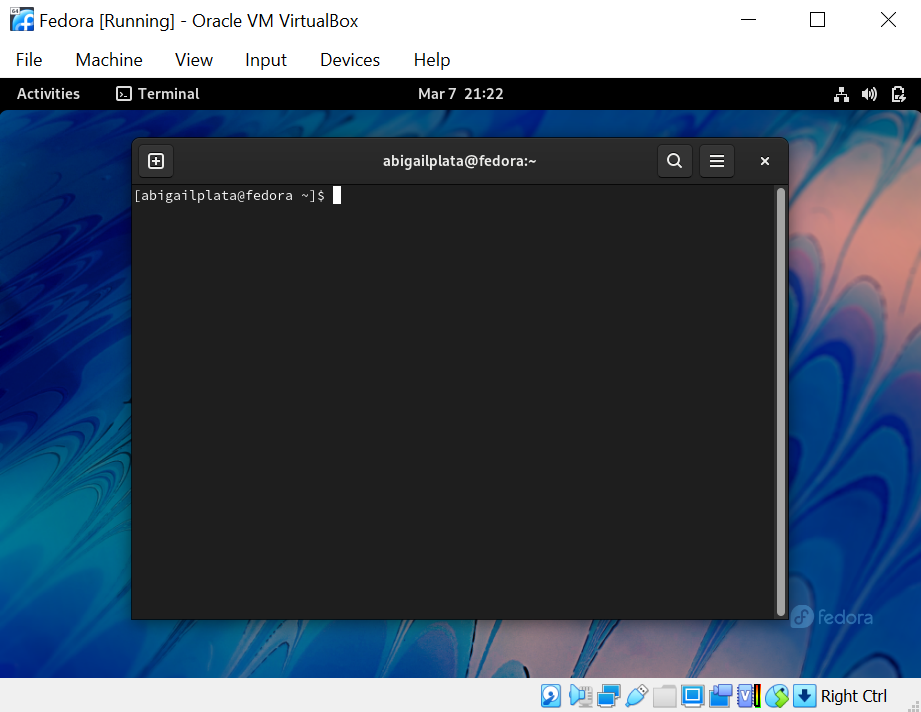 Fedora [Running] - Oracle VM VirtualBox
File Machine View Input Devices Help
Activities Terminal Mar 7 21:22
abigailplata@fedora:~
[abigailplata@fedora ~]$
fedora
Right Ctrl